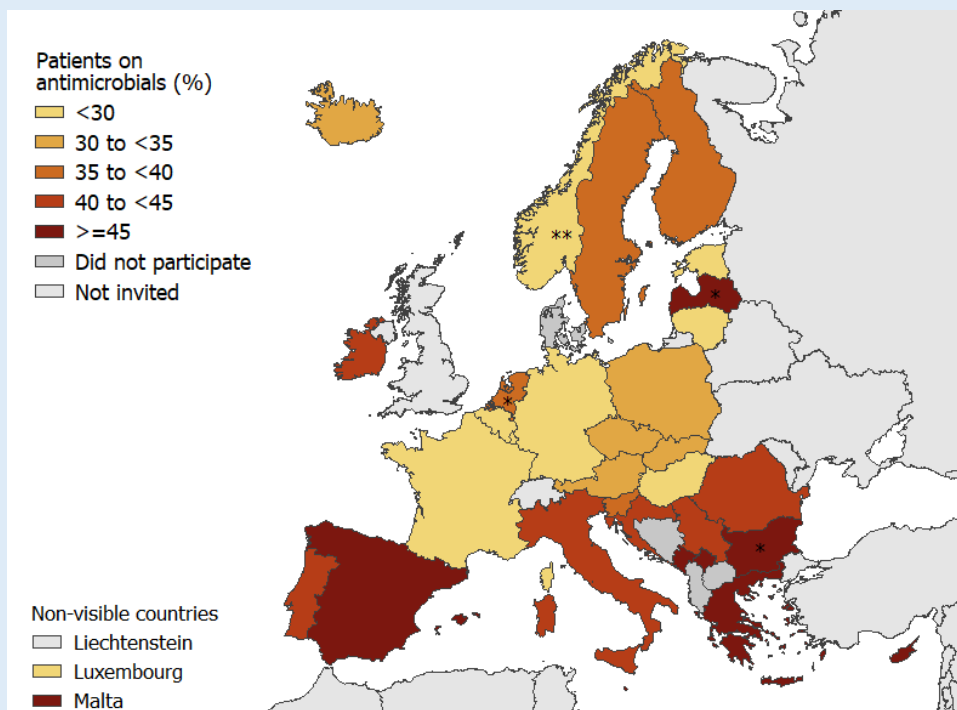 Patients on
antimicrobials (%)
<30
30 to <35
35 to <40
40 to <45
>=45
Did not participate
Not invited
**
*
*
*
Non-visible countries
Liechtenstein
Luxembourg
Malta